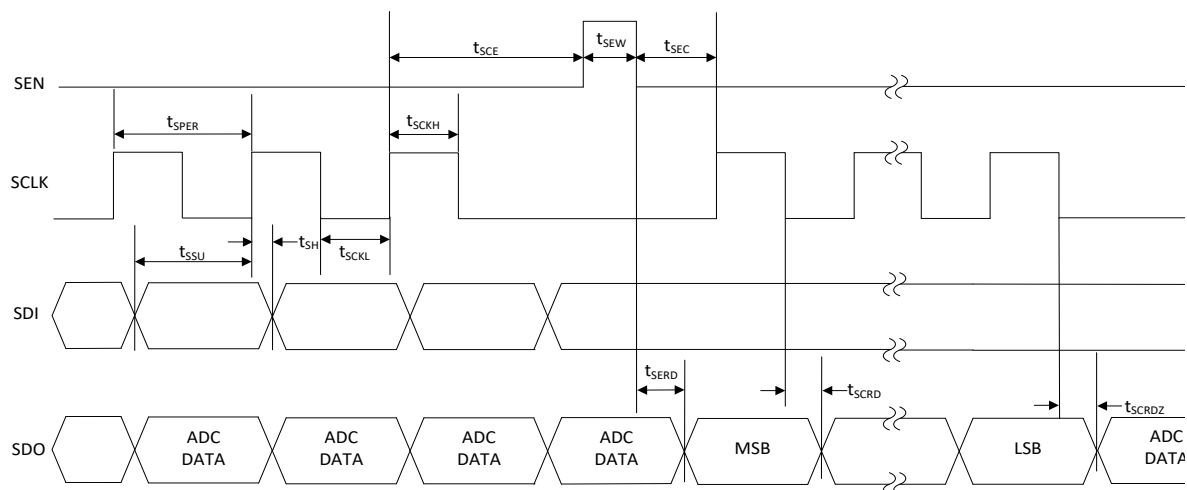 tSCE
tSEW
tSEC
SEN
tSPER
tSCKH
SCLK
tSSU
tSH
tSCKL
SDI
tSERD
tSCRD
tSCRDZ
SDO
ADC
DATA
ADC
DATA
ADC
DATA
ADC
DATA
MSB
LSB
ADC
DATA